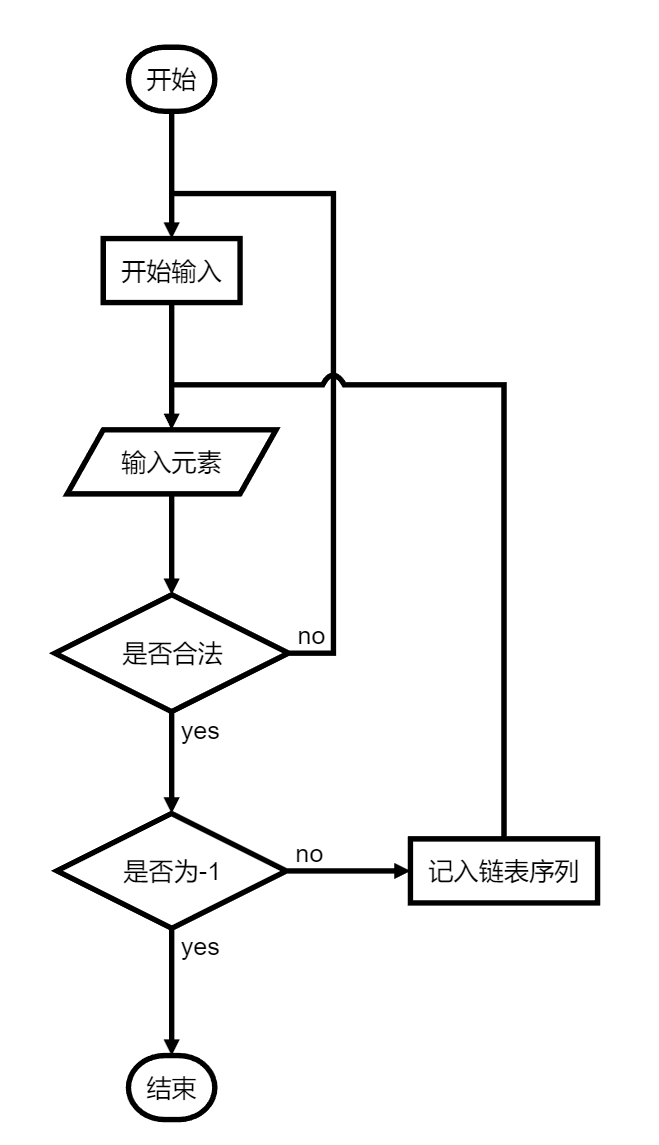 开始
开始输入
输入元素
是否合法
no
yes
是否为-1
no
记入链表序列
yes
结束